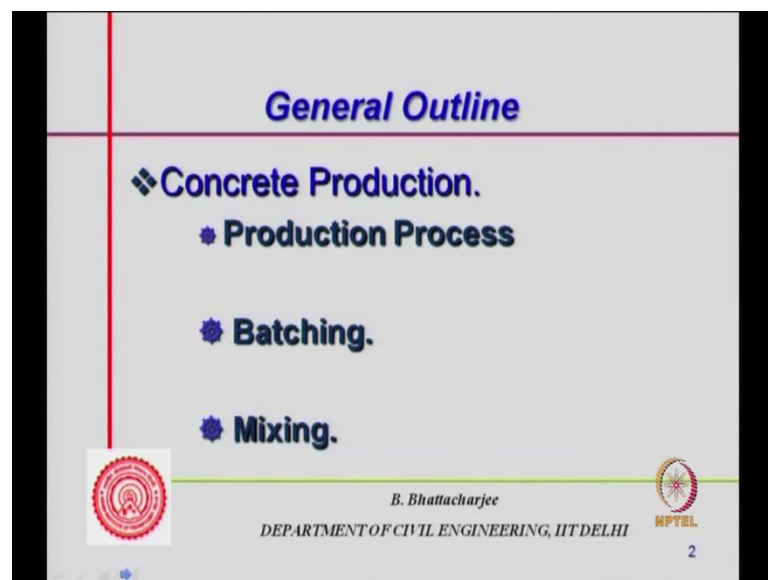 General Outline
Concrete Production.
Production Process
Batching.
Mixing.
B. Bhattacharjee
DEPARTMENT OF CIVIL ENGINEERING, IIT DELHI
NPTEL
2